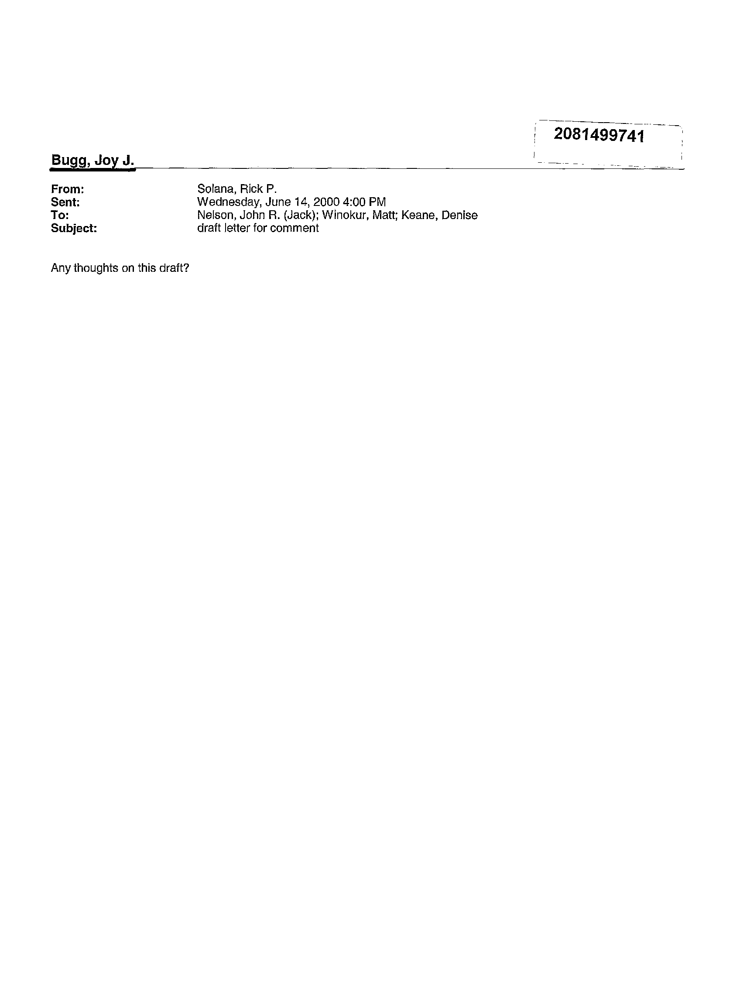 2081499741
Bugg, Joy J.
From: Solana, Rick P.
Sent: Wednesday, June 14, 2000 4:00 PM
To: Nelson, John R. (Jack); Winokur, Matt; Keane, Denise
Subject: draft letter for comment
Any thoughts on this draft?